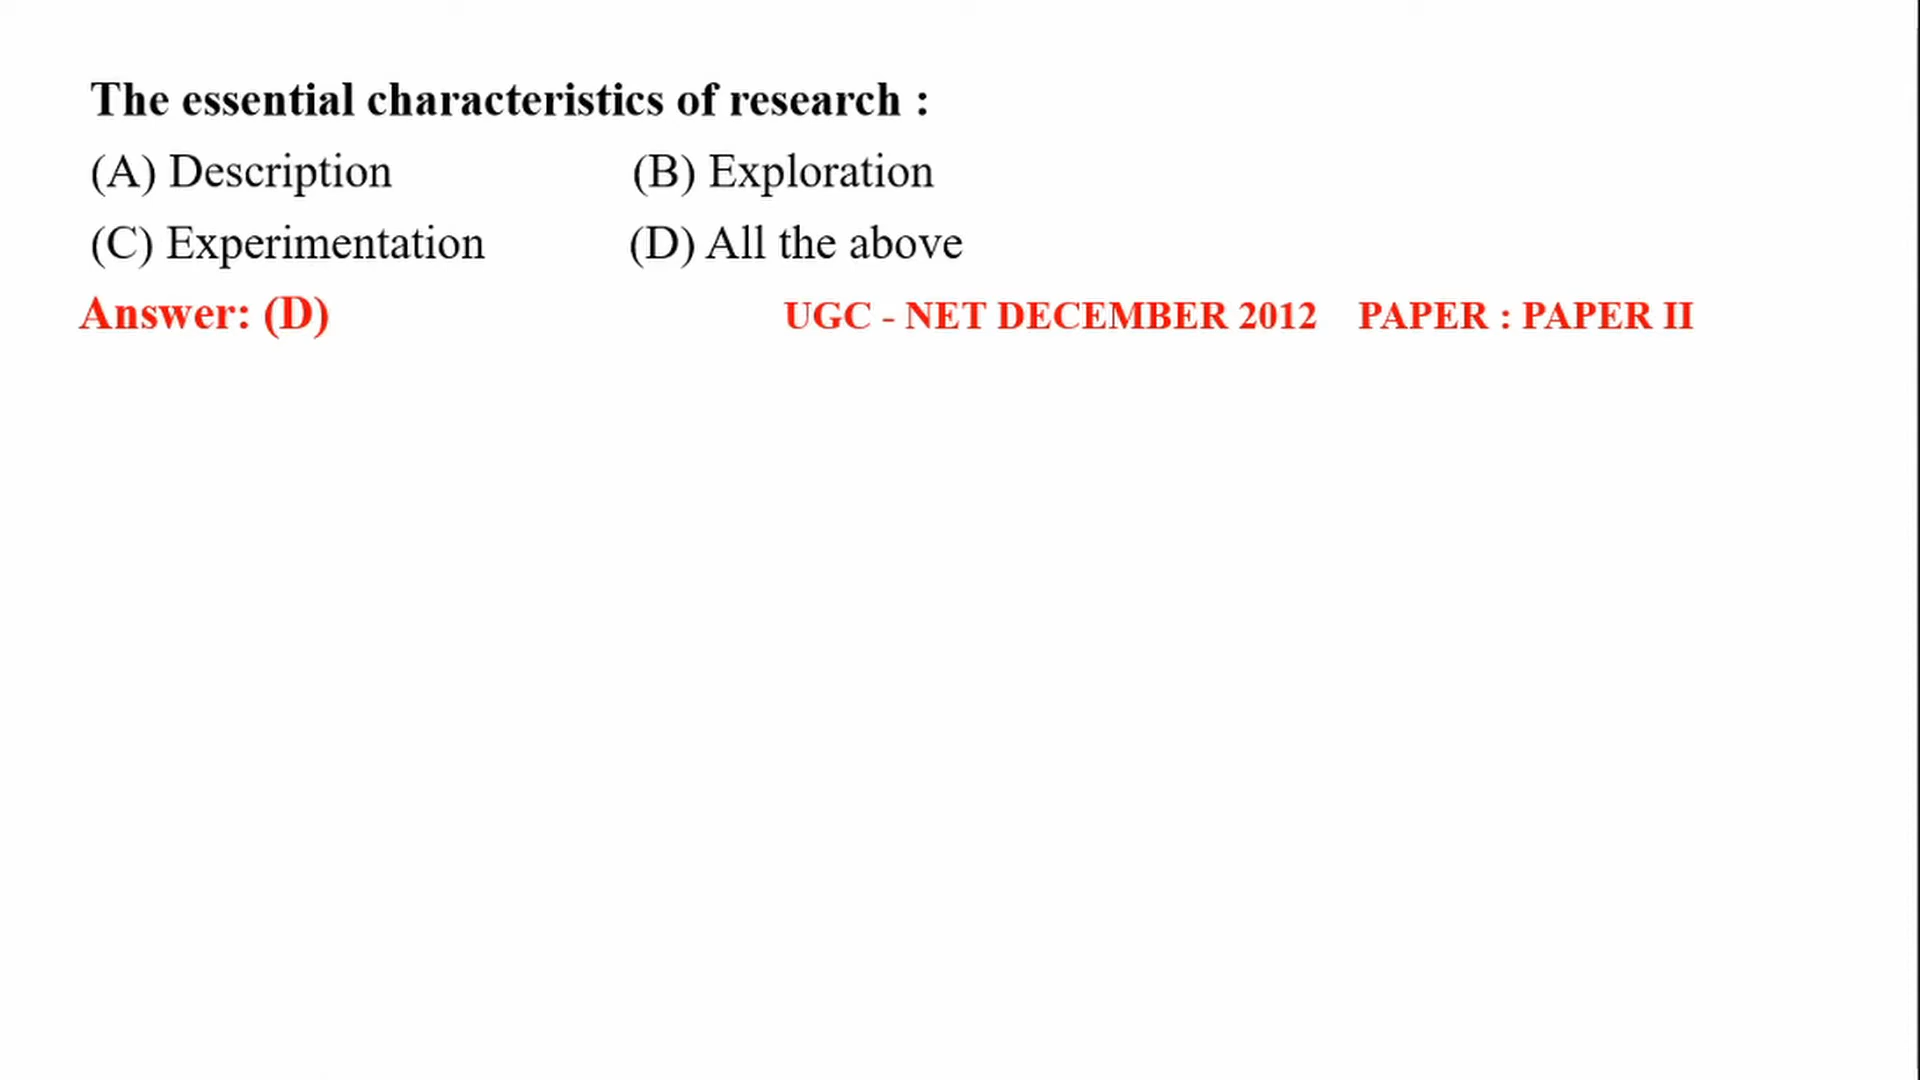 The essential characteristics of research :
(A) Description (B) Exploration
(C) Experimentation (D) All the above
Answer: (D) UGC - NET DECEMBER 2012 PAPER : PAPER II